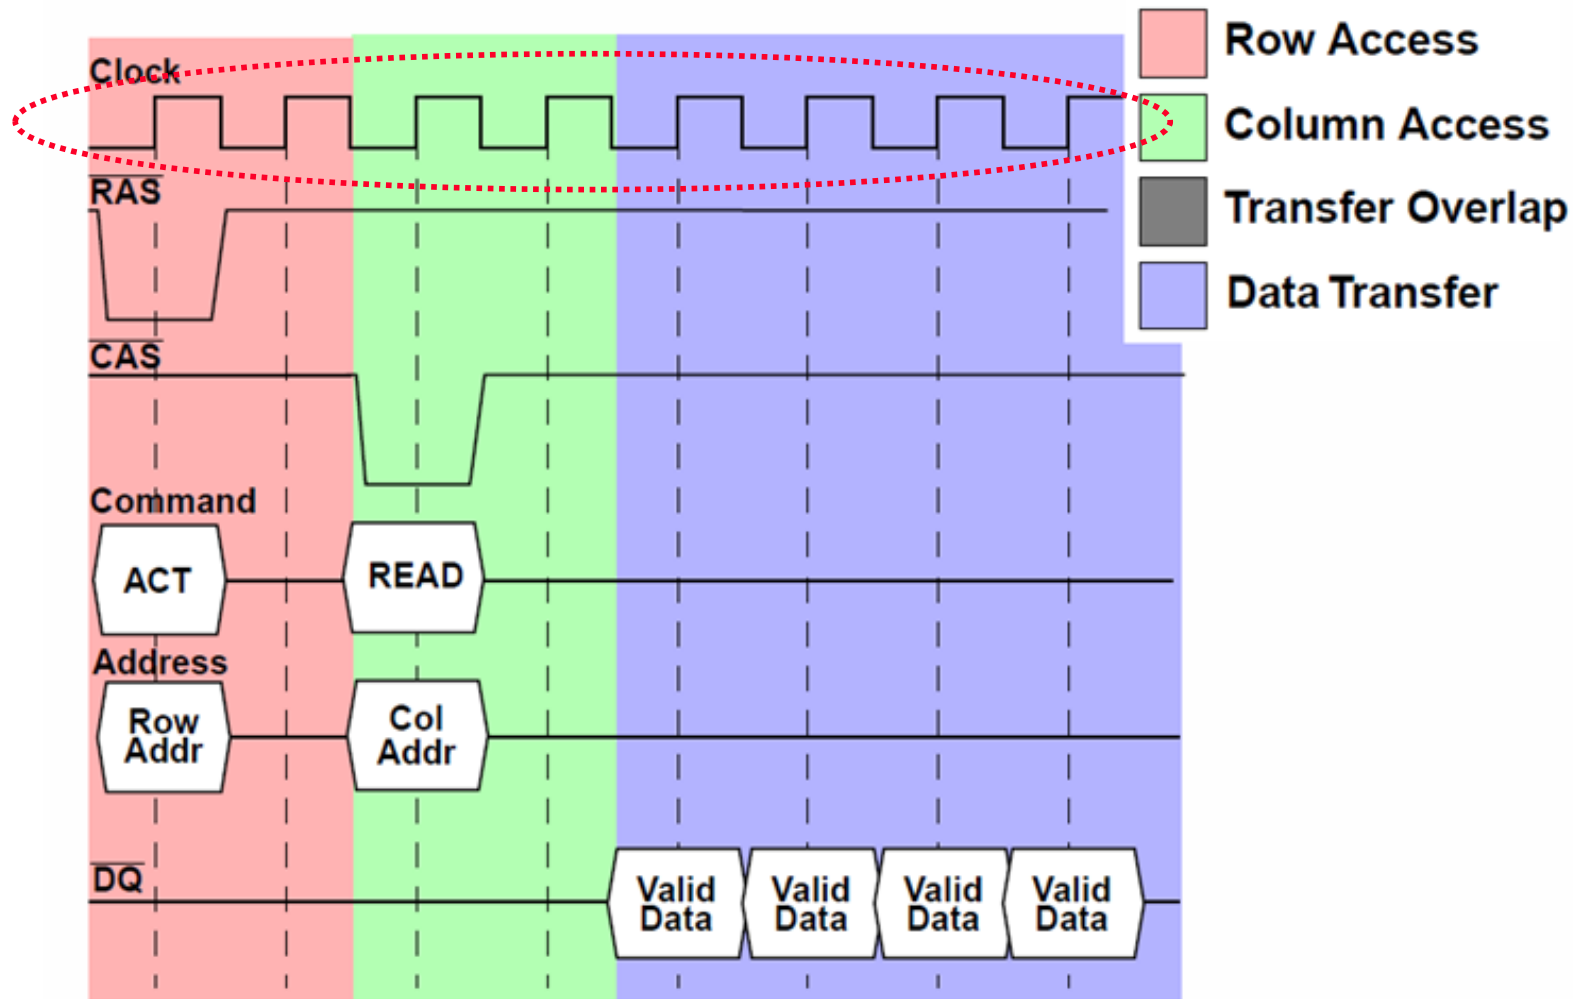 Clock
Row Access
Column Access
RAS
Transfer Overlap
Data Transfer
CAS
Command
ACT
READ
Address
Row
Addr
Col
Addr
DQ
Valid
Data
Valid
Data
Valid
Data
Valid
Data